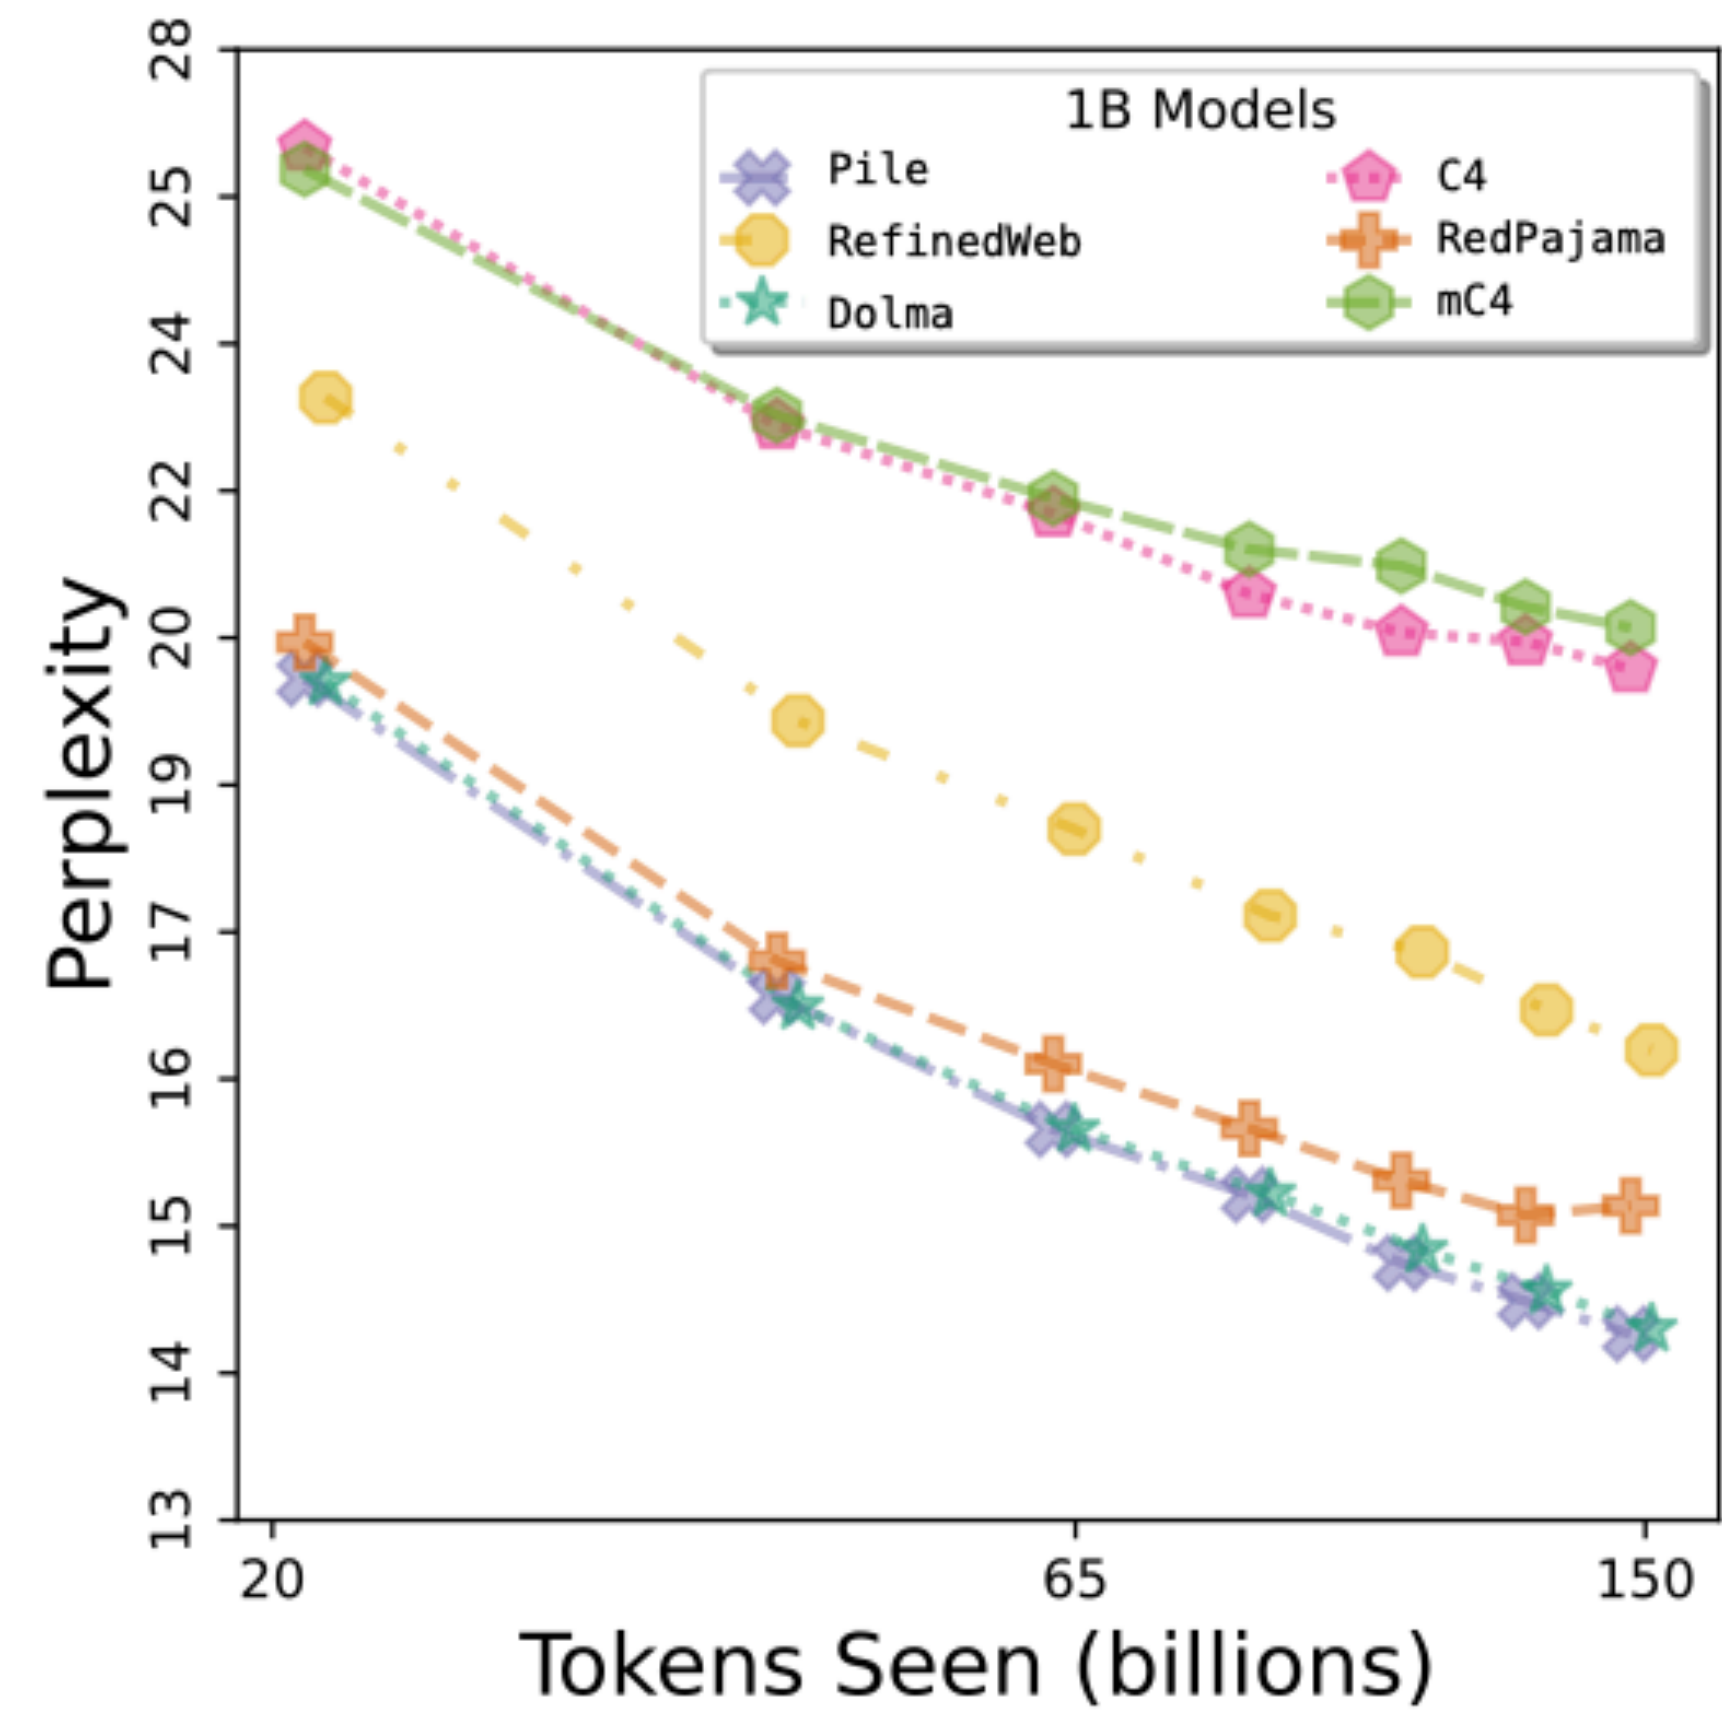 28
25
24
22
20
19
17
16
15
14
13
Perplexity
1B Models
Pile
RefinedWeb
Dolma
C4
RedPajama
mC4
20 65 150
Tokens Seen (billions)